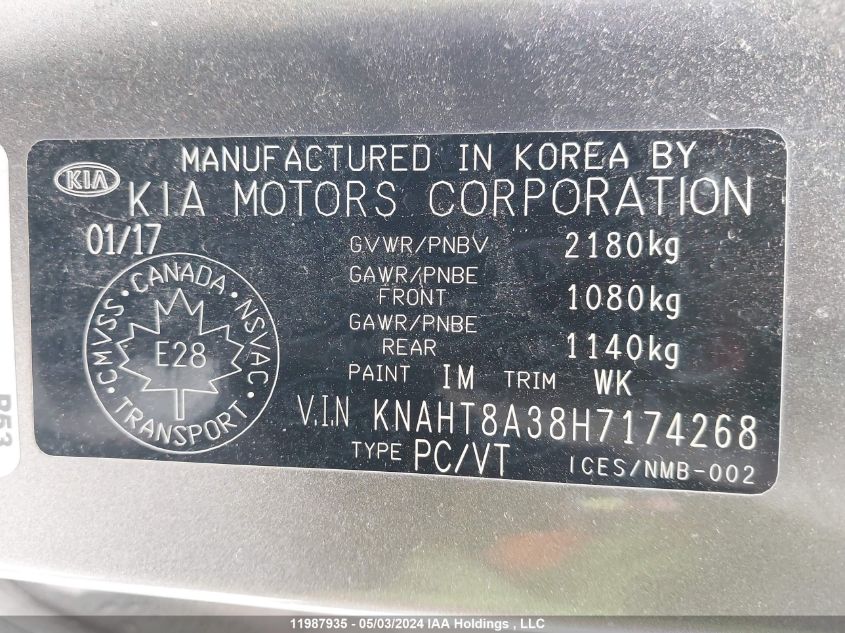 MANUFACTURED IN KOREA BY
KIA
KIA MOTORS CORPORATION
01/17
GVWR/PNBV 2180kg
GAWR/PNBE
FRONT 1080kg
GAWR/PNBE
REAR 1140kg
PAINT IM TRIM WK
V.I.N KNAHT8A38H7174268
TYPE PC/VT ICES/NMB-002
CMVSS • CANADA • NSVAC • TRANSPORT •
E28
P53
11987935 - 05/03/2024 IAA Holdings , LLC